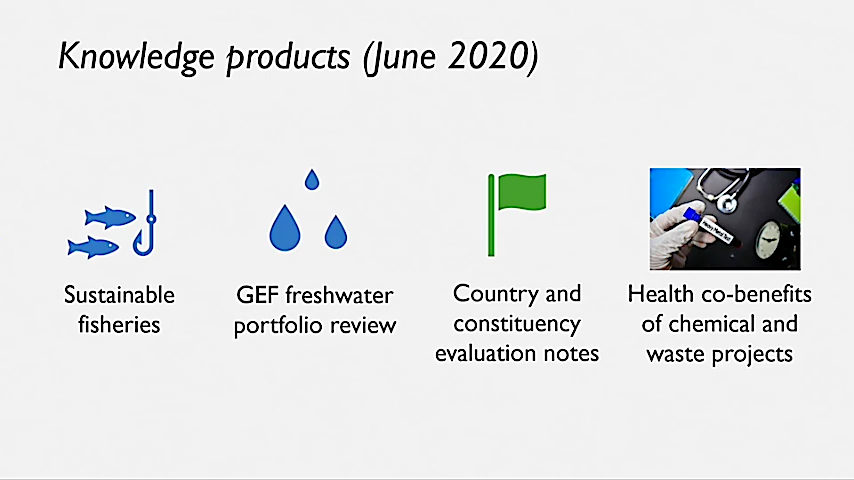 Knowledge products (June 2020)
Sustainable
fisheries
GEF freshwater
portfolio review
Country and
constituency
evaluation notes
Health co-benefits
of chemical and
waste projects